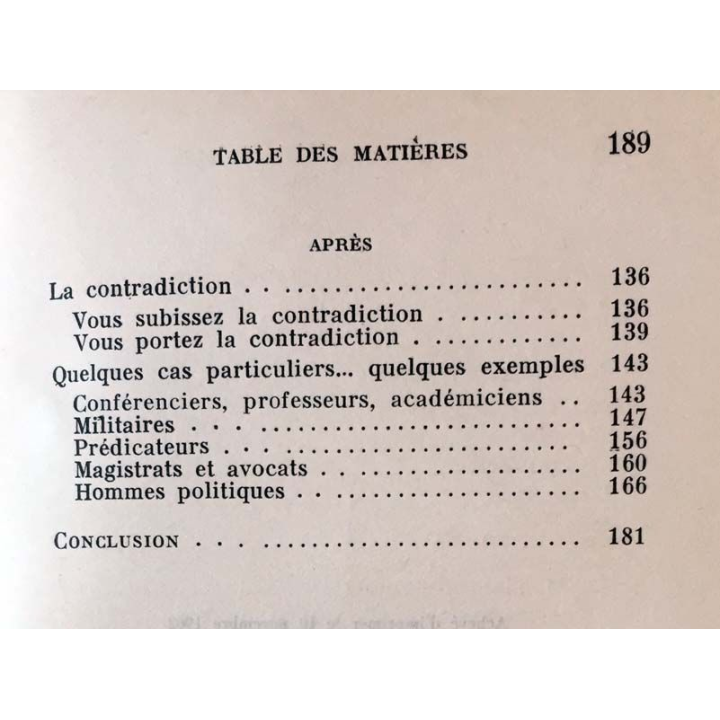 TABLE DES MATIÈRES 189
APRÈS
La contradiction . . . . . . . . . . . . . . . . . . . . . . . . . . . 136
Vous subissez la contradiction . . . . . . . . . . . 136
Vous portez la contradiction . . . . . . . . . . . . . 139
Quelques cas particuliers... quelques exemples 143
Conférenciers, professeurs, académiciens . . 143
Militaires . . . . . . . . . . . . . . . . . . . . . . . . . . . . . 147
Prédicateurs . . . . . . . . . . . . . . . . . . . . . . . . . . 156
Magistrats et avocats . . . . . . . . . . . . . . . . . . . 160
Hommes politiques . . . . . . . . . . . . . . . . . . . . . 166
CONCLUSION . . . . . . . . . . . . . . . . . . . . . . . . . . . . 181